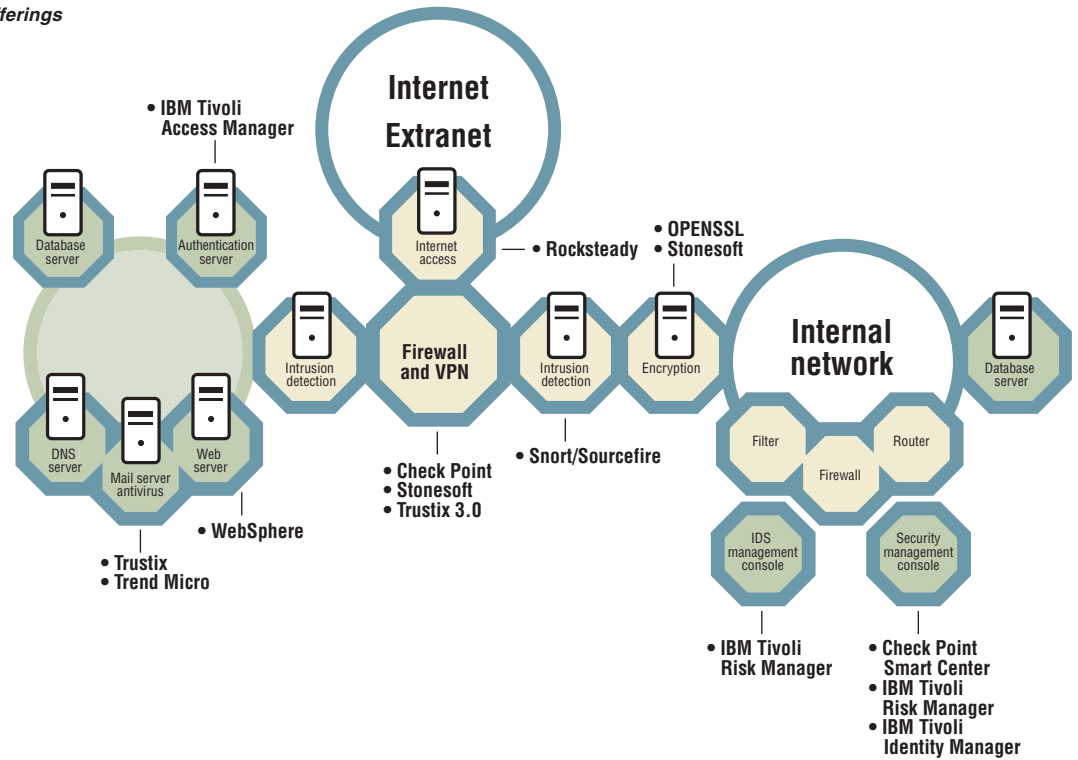 fferings
Internet
Extranet
• IBM Tivoli
Access Manager
Database
server
Authentication
server
Internet
access
• Rocksteady
• OPENSSL
• Stonesoft
Intrusion
detection
Firewall
and VPN
Intrusion
detection
Encryption
Internal
network
Database
server
DNS
server
Mail server
antivirus
Web
server
Filter
Firewall
Router
• Snort/Sourcefire
• Check Point
• Stonesoft
• Trustix 3.0
• WebSphere
• Trustix
• Trend Micro
IDS
management
console
Security
management
console
• IBM Tivoli
Risk Manager
• Check Point
Smart Center
• IBM Tivoli
Risk Manager
• IBM Tivoli
Identity Manager